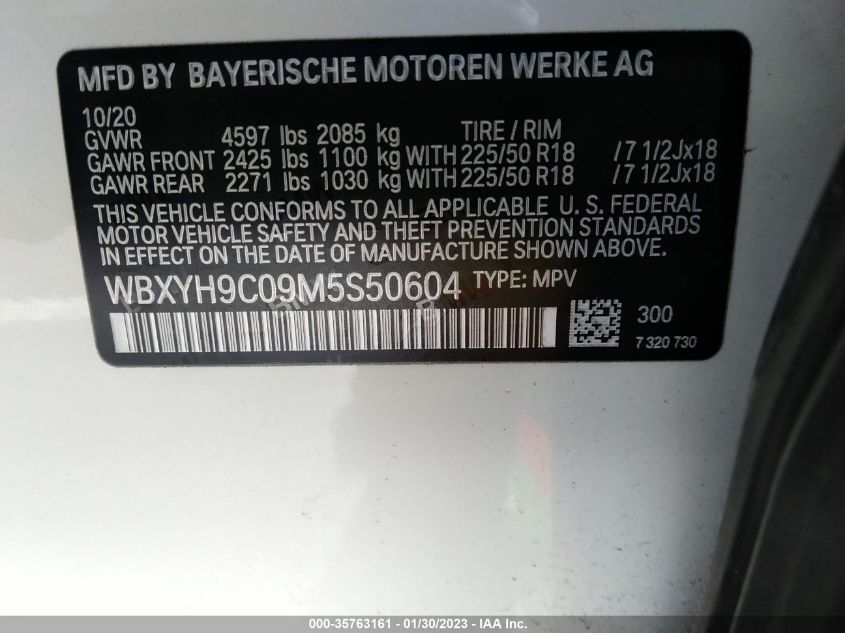 MFD BY BAYERISCHE MOTOREN WERKE AG
10/20
GVWR 4597 lbs 2085 kg TIRE / RIM
GAWR FRONT 2425 lbs 1100 kg WITH 225/50 R18 /7 1/2Jx18
GAWR REAR 2271 lbs 1030 kg WITH 225/50 R18 /7 1/2Jx18
THIS VEHICLE CONFORMS TO ALL APPLICABLE U. S. FEDERAL
MOTOR VEHICLE SAFETY AND THEFT PREVENTION STANDARDS
IN EFFECT ON THE DATE OF MANUFACTURE SHOWN ABOVE.
WBXYH9C09M5S50604 TYPE: MPV
300
7 320 730
000-35763161 - 01/30/2023 - IAA Inc.